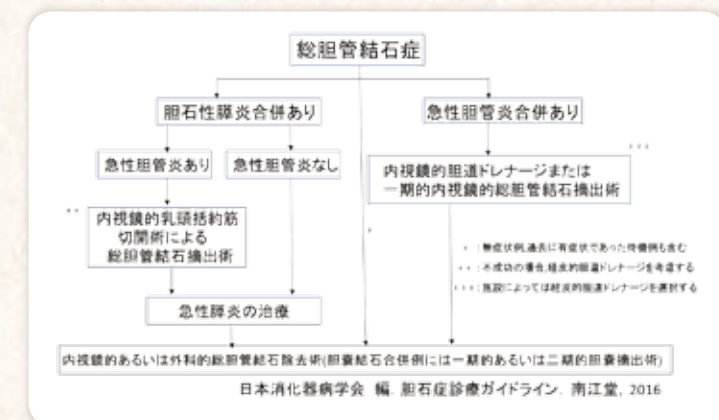 総胆管結石症
胆石性膵炎合併あり
急性胆管炎合併あり
急性胆管炎あり
急性胆管炎なし
***
内視鏡的胆道ドレナージまたは
一期的内視鏡的総胆管結石摘出術
**
内視鏡的乳頭括約筋
切開術による
総胆管結石摘出術
*
* :無症状例,過去に有症状であった待機例も含む
** :不成功の場合,経皮的胆道ドレナージを考慮する
***:施設によっては経皮的胆道ドレナージを選択する
急性膵炎の治療
内視鏡的あるいは外科的総胆管結石除去術(胆嚢結石合併例には一期的あるいは二期的胆嚢摘出術)
日本消化器病学会 編. 胆石症診療ガイドライン. 南江堂, 2016